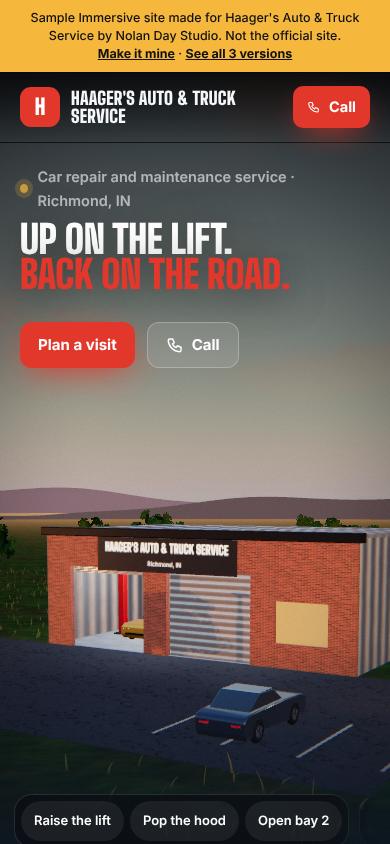 Sample Immersive site made for Haager's Auto & Truck
Service by Nolan Day Studio. Not the official site.
Make it mine · See all 3 versions
H
HAAGER'S AUTO & TRUCK
SERVICE
Call
Car repair and maintenance service ·
Richmond, IN
UP ON THE LIFT.
BACK ON THE ROAD.
Plan a visit
Call
HAAGER'S AUTO & TRUCK SERVICE
Richmond, IN
Raise the lift
Pop the hood
Open bay 2